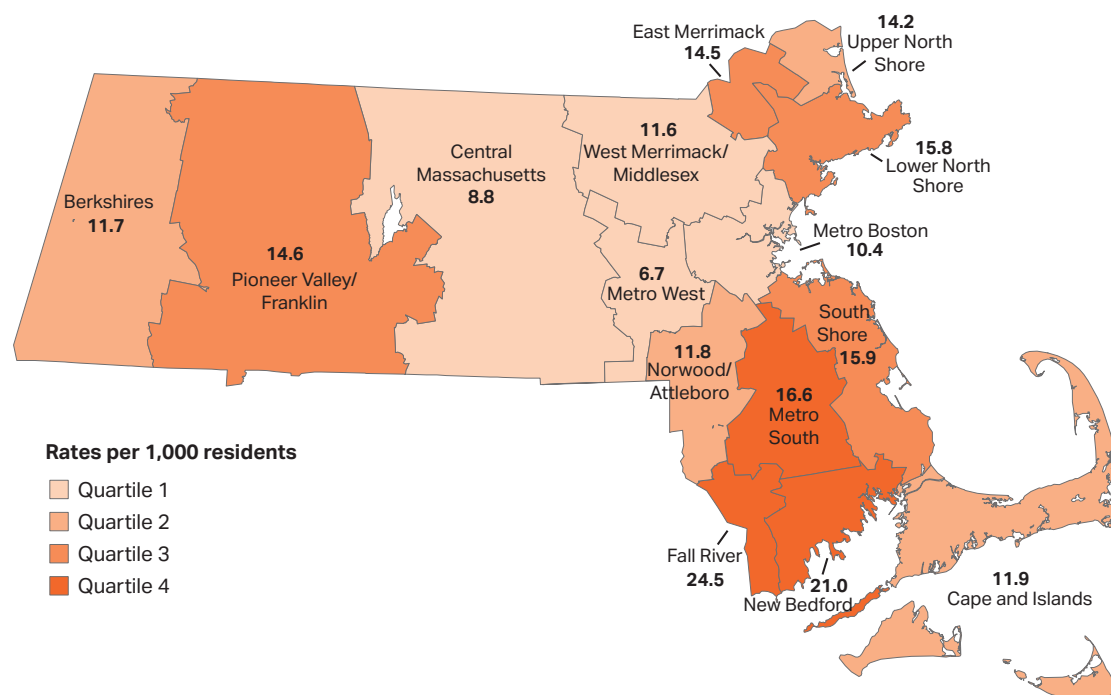 East Merrimack
14.5
14.2
Upper North
Shore
15.8
Lower North
Shore
11.6
West Merrimack/
Middlesex
Central
Massachusetts
8.8
Berkshires
11.7
14.6
Pioneer Valley/
Franklin
Metro Boston
10.4
6.7
Metro West
South
Shore
15.9
11.8
Norwood/
Attleboro
16.6
Metro
South
Rates per 1,000 residents
Quartile 1
Quartile 2
Quartile 3
Quartile 4
Fall River
24.5
21.0
New Bedford
11.9
Cape and Islands